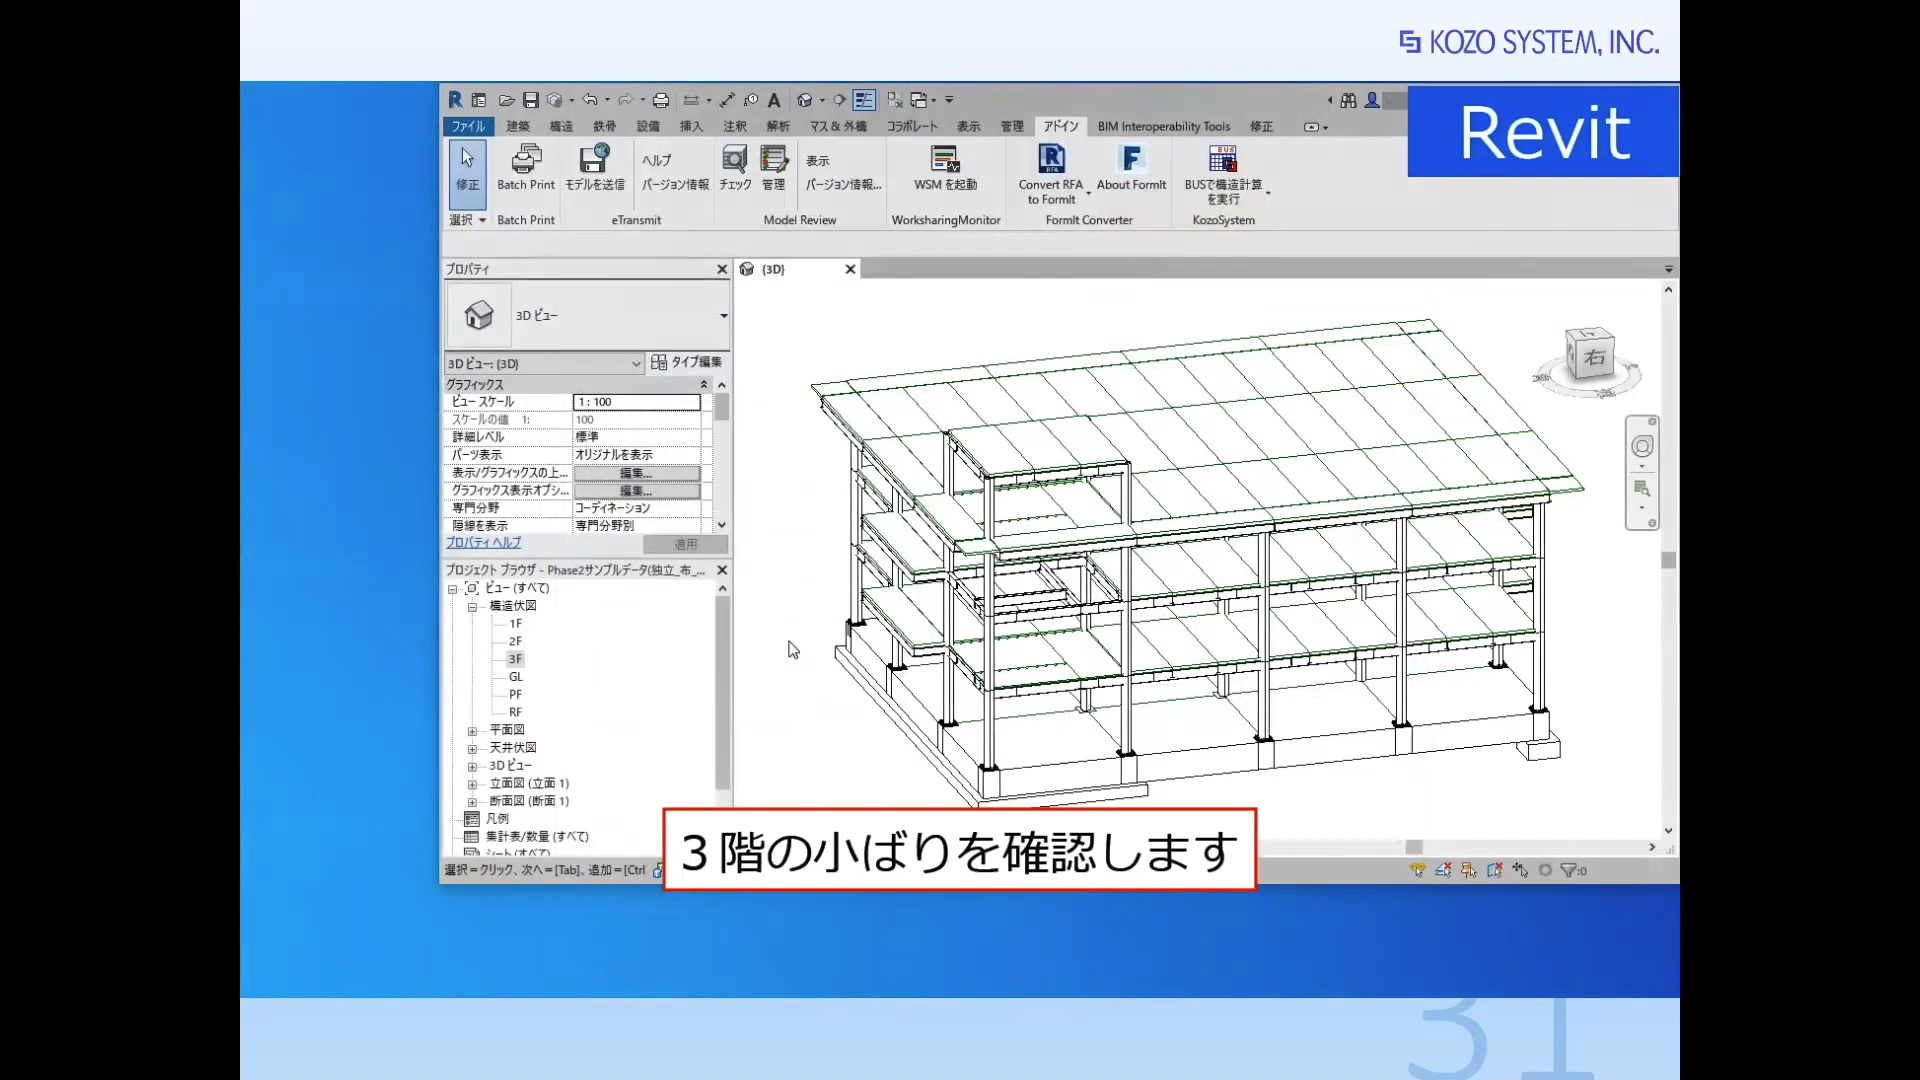 KOZO SYSTEM, INC.
Revit
ファイル 建築 構造 鉄骨 設備 挿入 注釈 解析 マス & 外構 コラボレート 表示 管理 アドイン BIM Interoperability Tools 修正
修正 Batch Print モデルを送信 ヘルプ バージョン情報 チェック 管理 表示 バージョン情報... WSM を起動 Convert RFA to FormIt About FormIt BUSで構造計算を実行
選択 Batch Print eTransmit Model Review WorksharingMonitor FormIt Converter KozoSystem
プロパティ
{3D}
3D ビュー
3D ビュー: {3D} タイプ編集
グラフィックス
ビュー スケール 1 : 100
スケールの値 1: 100
詳細レベル 標準
パーツ表示 オリジナルを表示
表示/グラフィックスの上... 編集...
グラフィックス表示オプシ... 編集...
専門分野 コーディネーション
隠線を表示 専門分野別
プロパティ ヘルプ 適用
プロジェクト ブラウザ - Phase2サンプルデータ(独立_布_...
ビュー (すべて)
構造伏図
1F
2F
3F
GL
PF
RF
平面図
天井伏図
3D ビュー
立面図 (立面 1)
断面図 (断面 1)
凡例
集計表/数量 (すべて)
シート (すべて)
選択＝クリック、次へ＝[Tab]、追加＝[Ctrl
:0
右
３階の小ばりを確認します
31